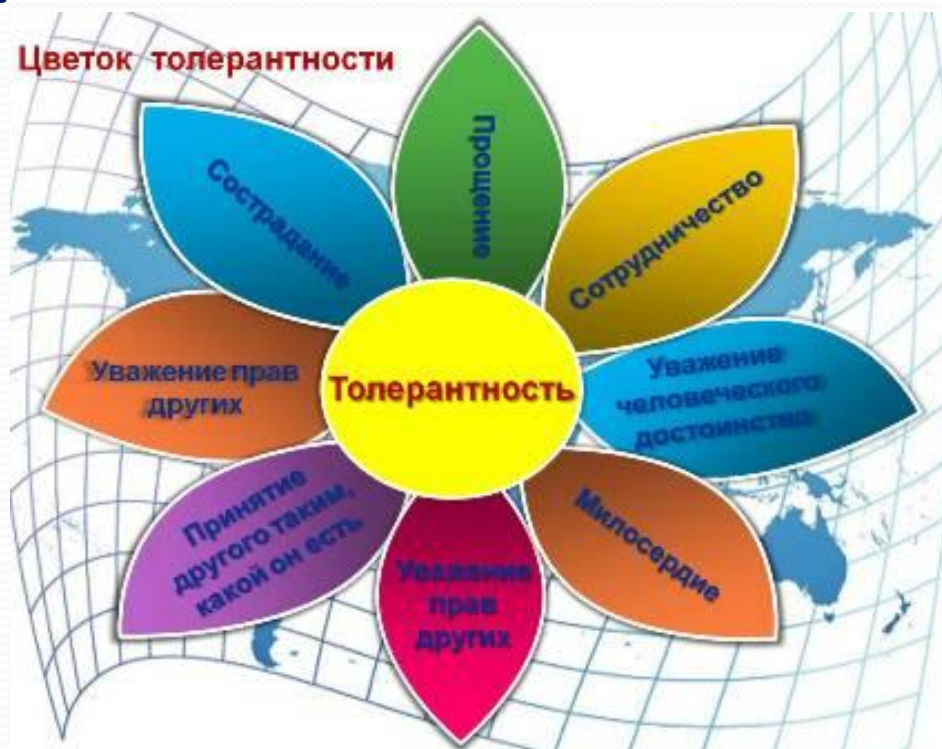 Цветок толерантности
Прощение
Сострадание
Сотрудничество
Уважение прав
других
Толерантность
Уважение
человеческого
достоинства
Принятие
другого таким,
какой он есть
Уважение
прав
других
Милосердие